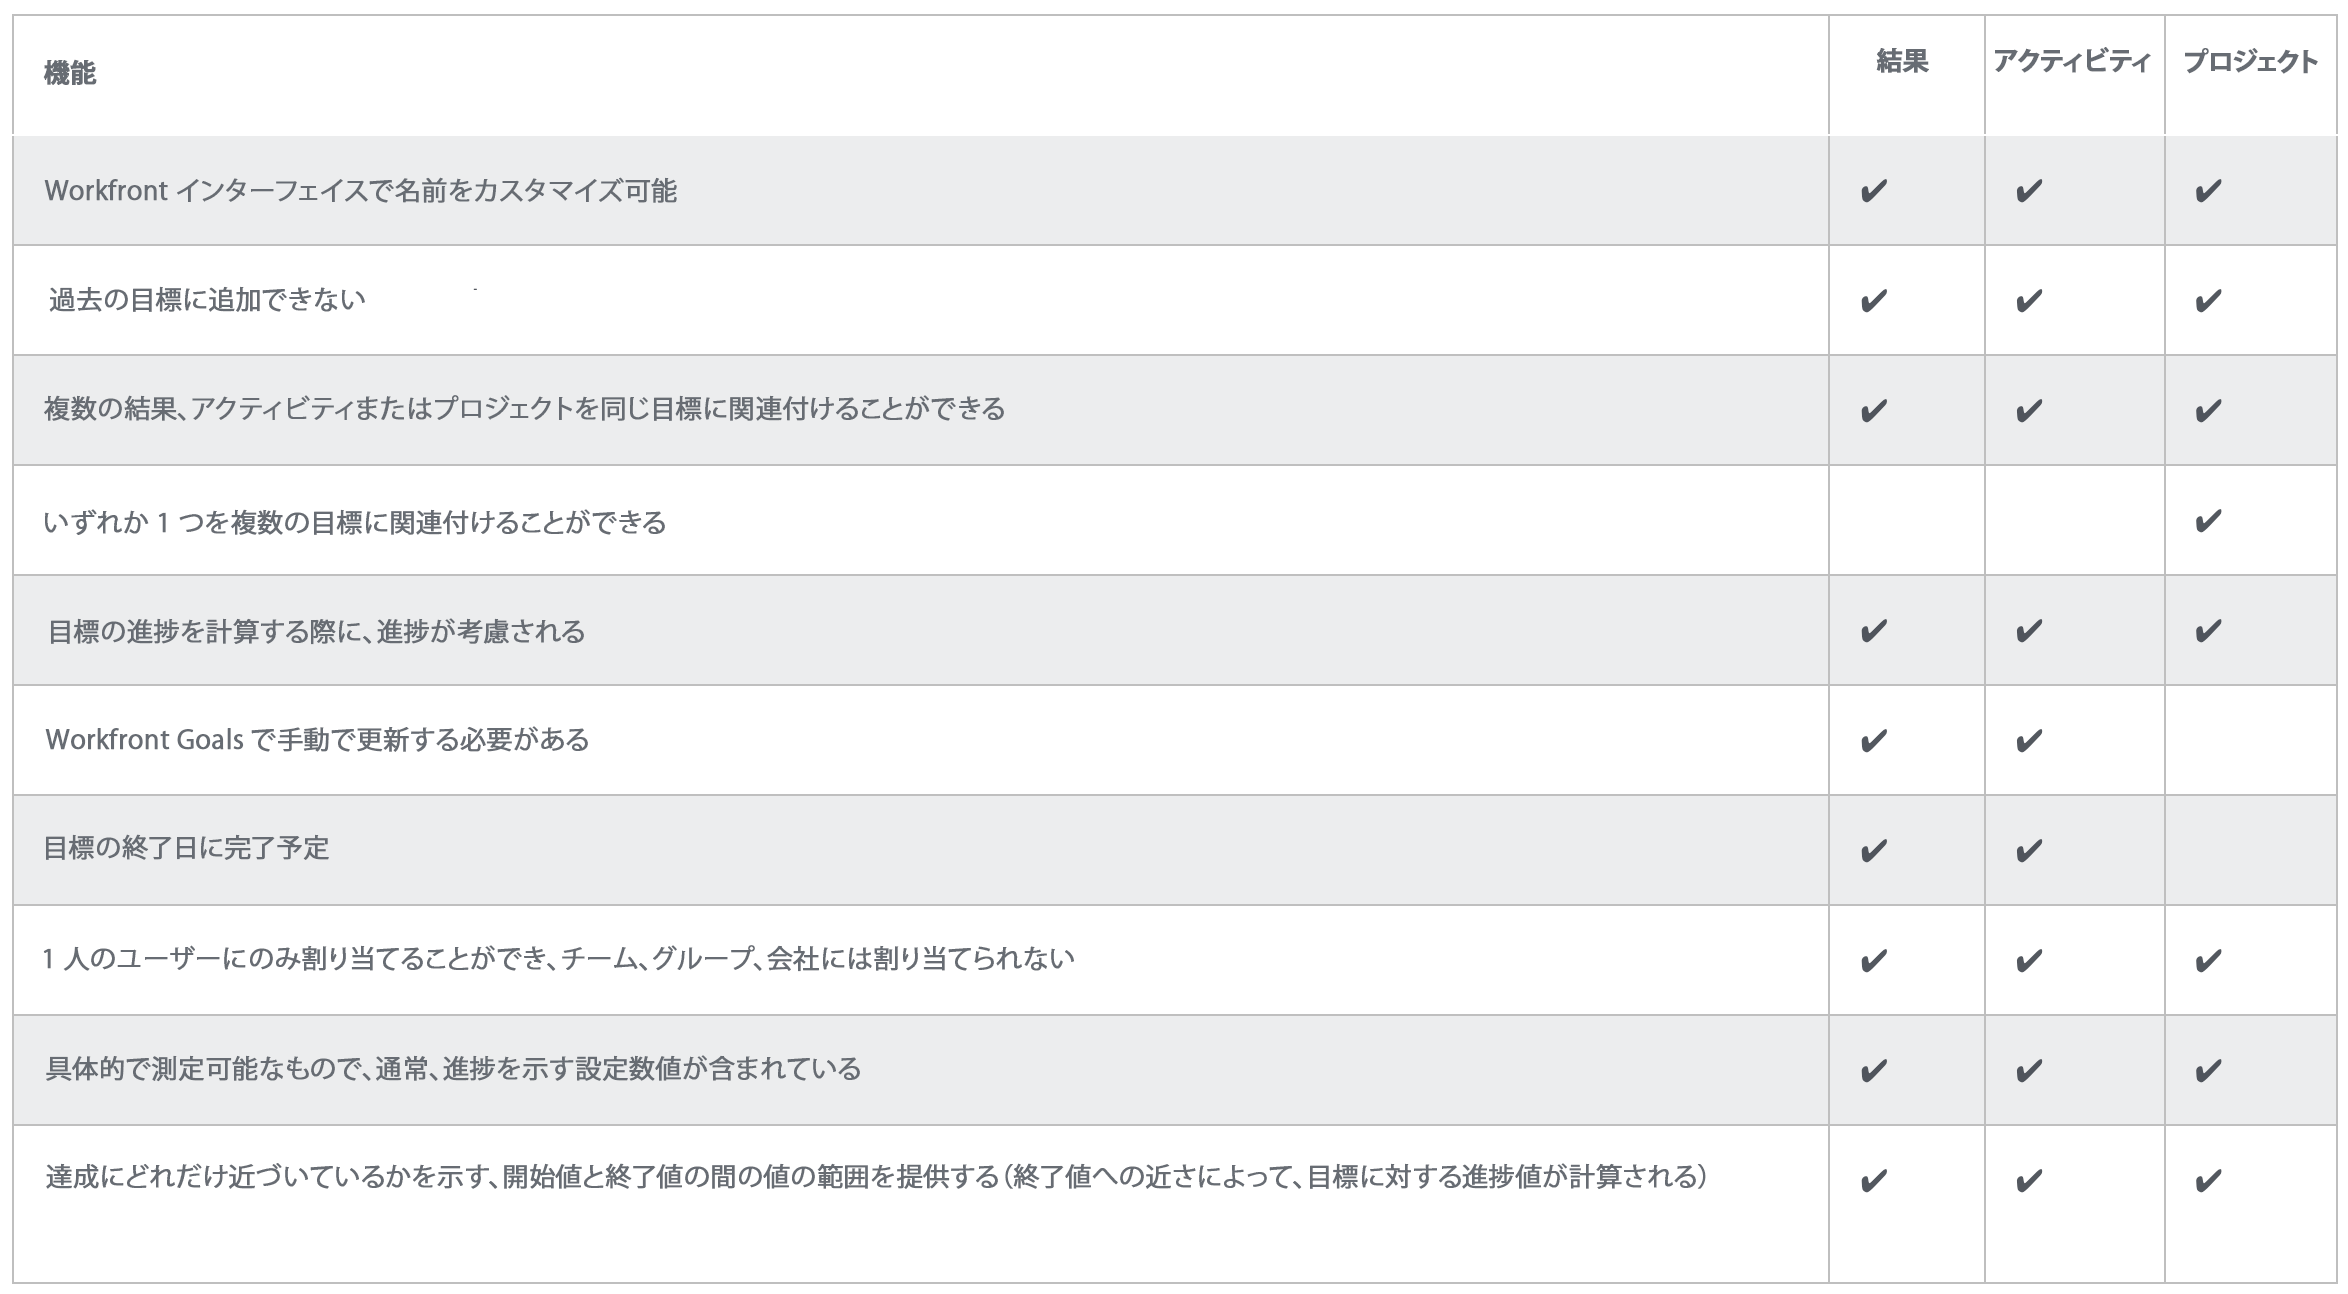 機能 結果 アクティビティ プロジェクト
Workfront インターフェイスで名前をカスタマイズ可能 ✔ ✔ ✔
過去の目標に追加できない ✔ ✔ ✔
複数の結果、アクティビティまたはプロジェクトを同じ目標に関連付けることができる ✔ ✔ ✔
いずれか 1 つを複数の目標に関連付けることができる ✔
目標の進捗を計算する際に、進捗が考慮される ✔ ✔ ✔
Workfront Goals で手動で更新する必要がある ✔ ✔
目標の終了日に完了予定 ✔ ✔
1 人のユーザーにのみ割り当てることができ、チーム、グループ、会社には割り当てられない ✔ ✔ ✔
具体的で測定可能なもので、通常、進捗を示す設定数値が含まれている ✔ ✔ ✔
達成にどれだけ近づいているかを示す、開始値と終了値の間の値の範囲を提供する（終了値への近さによって、目標に対する進捗値が計算される） ✔ ✔ ✔